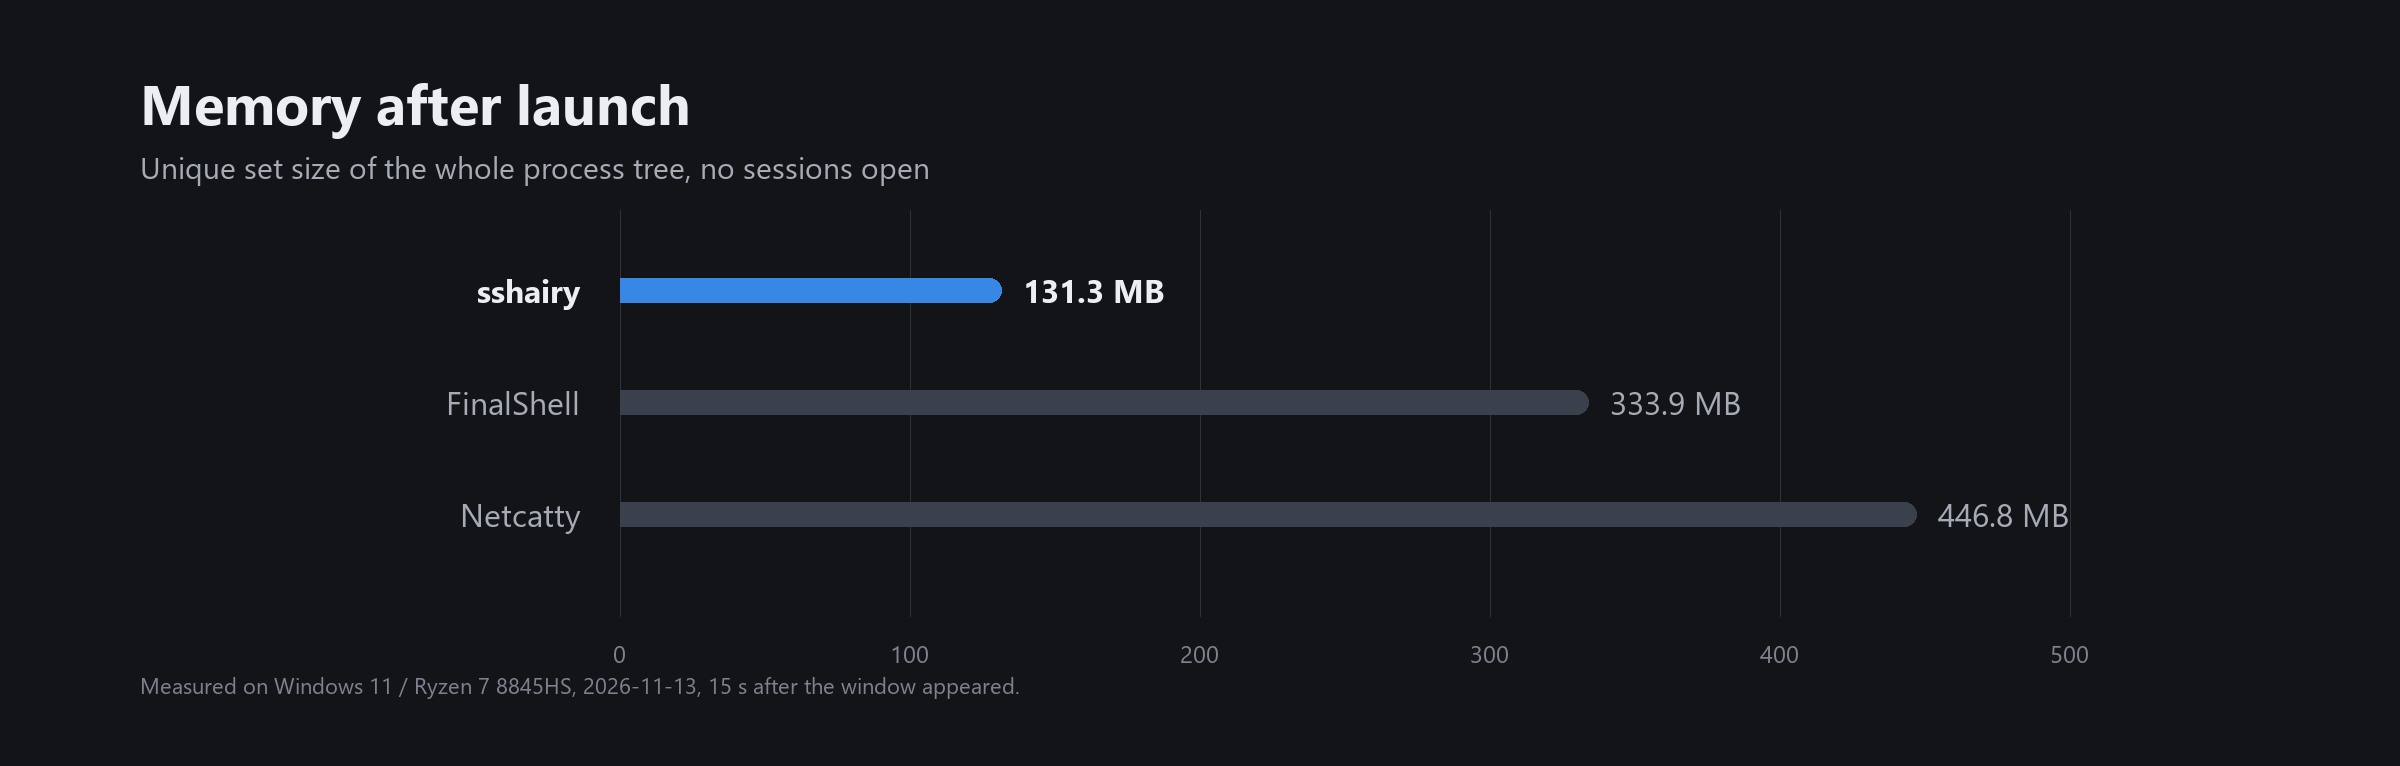 Memory after launch
Unique set size of the whole process tree, no sessions open
sshairy 131.3 MB
FinalShell 333.9 MB
Netcatty 446.8 MB
0 100 200 300 400 500
Measured on Windows 11 / Ryzen 7 8845HS, 2026-11-13, 15 s after the window appeared.